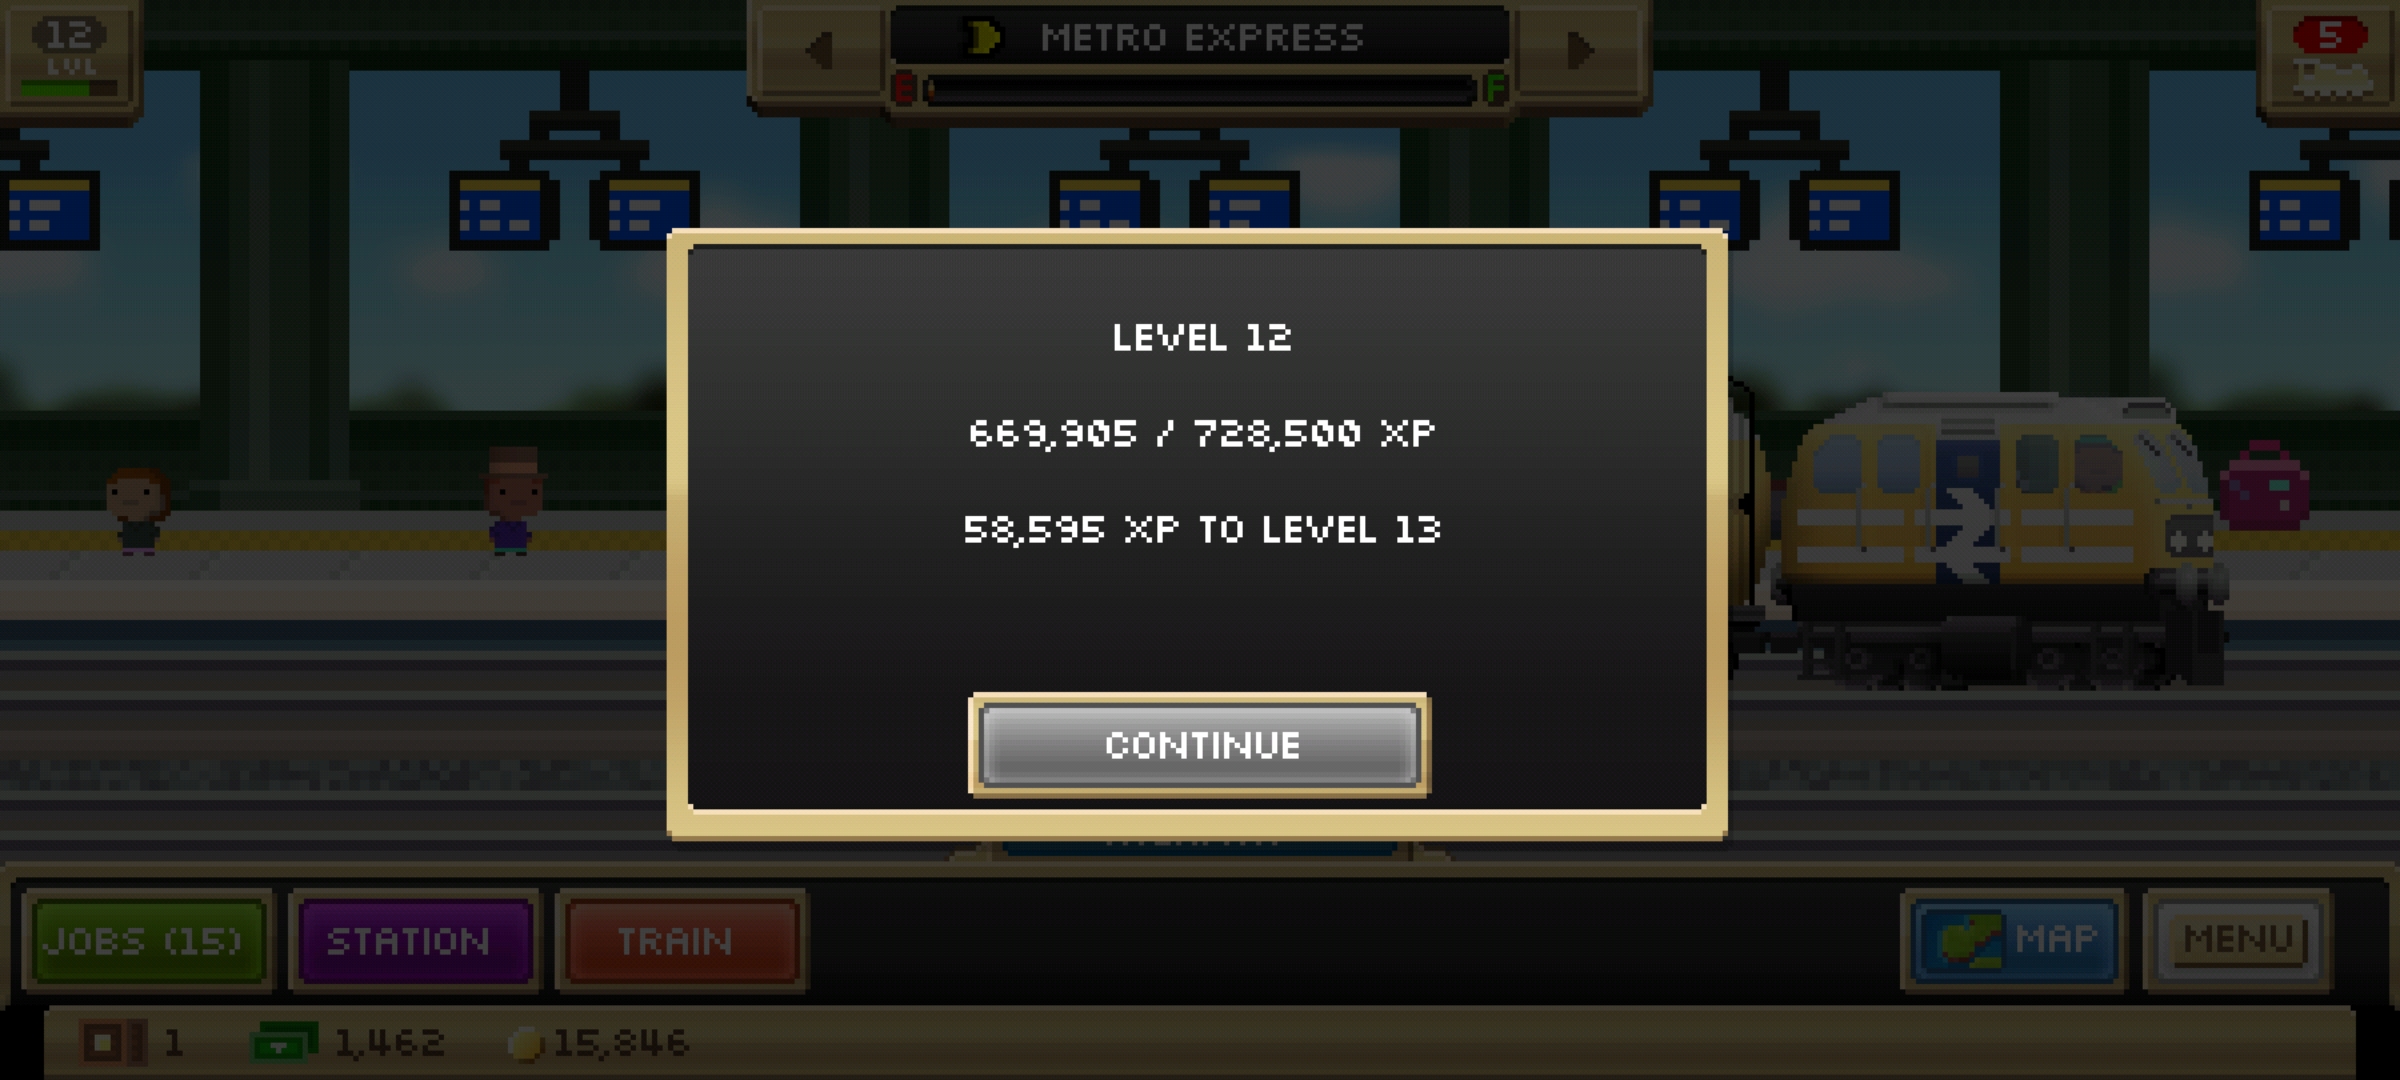 12
LVL
METRO EXPRESS
E
F
5
LEVEL 12
669,905 / 728,500 XP
58,595 XP TO LEVEL 13
CONTINUE
JOBS (15)
STATION
TRAIN
MAP
MENU
1
1,462
15,846